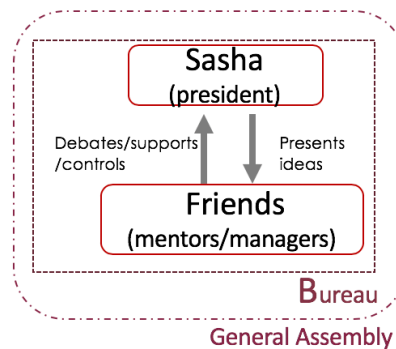 Sasha
(president)
Debates/supports
/controls
Presents
ideas
Friends
(mentors/managers)
Bureau
General Assembly